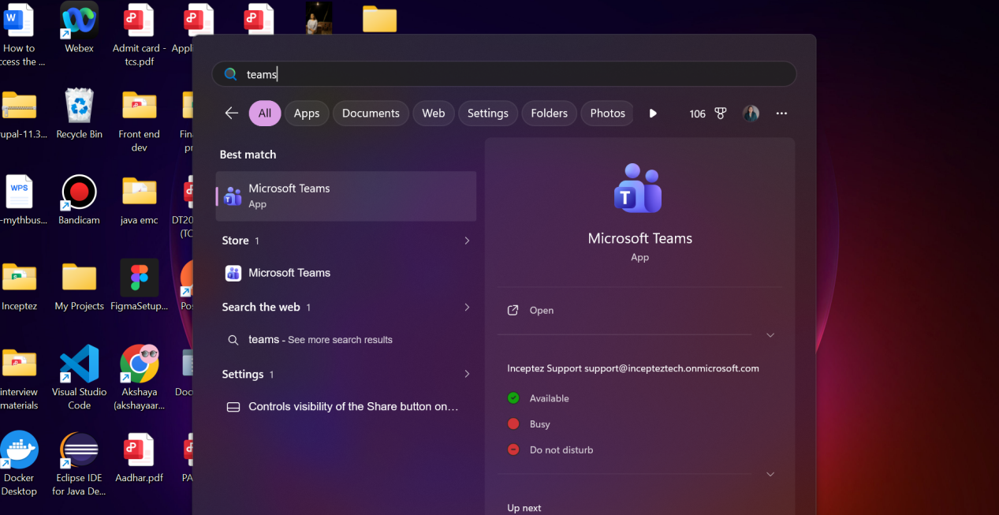 How to
ccess the ...
Webex
Admit card -
tcs.pdf
Appl
teams
All
Apps
Documents
Web
Settings
Folders
Photos
106
rupal-11.3...
Recycle Bin
Front end
dev
Fin
pr
Best match
Microsoft Teams
App
Store 1
Microsoft Teams
Search the web 1
teams - See more search results
Settings 1
Controls visibility of the Share button on...
T
Microsoft Teams
App
Open
Inceptez Support support@incepteztech.onmicrosoft.com
Available
Busy
Do not disturb
Up next
WPS
-mythbus...
Bandicam
java emc
DT20
(TC
Inceptez
My Projects
FigmaSetup...
Pos
interview
materials
Visual Studio
Code
Akshaya
(akshayaar...
Doc
Docker
Desktop
Eclipse IDE
for Java De...
Aadhar.pdf
PA